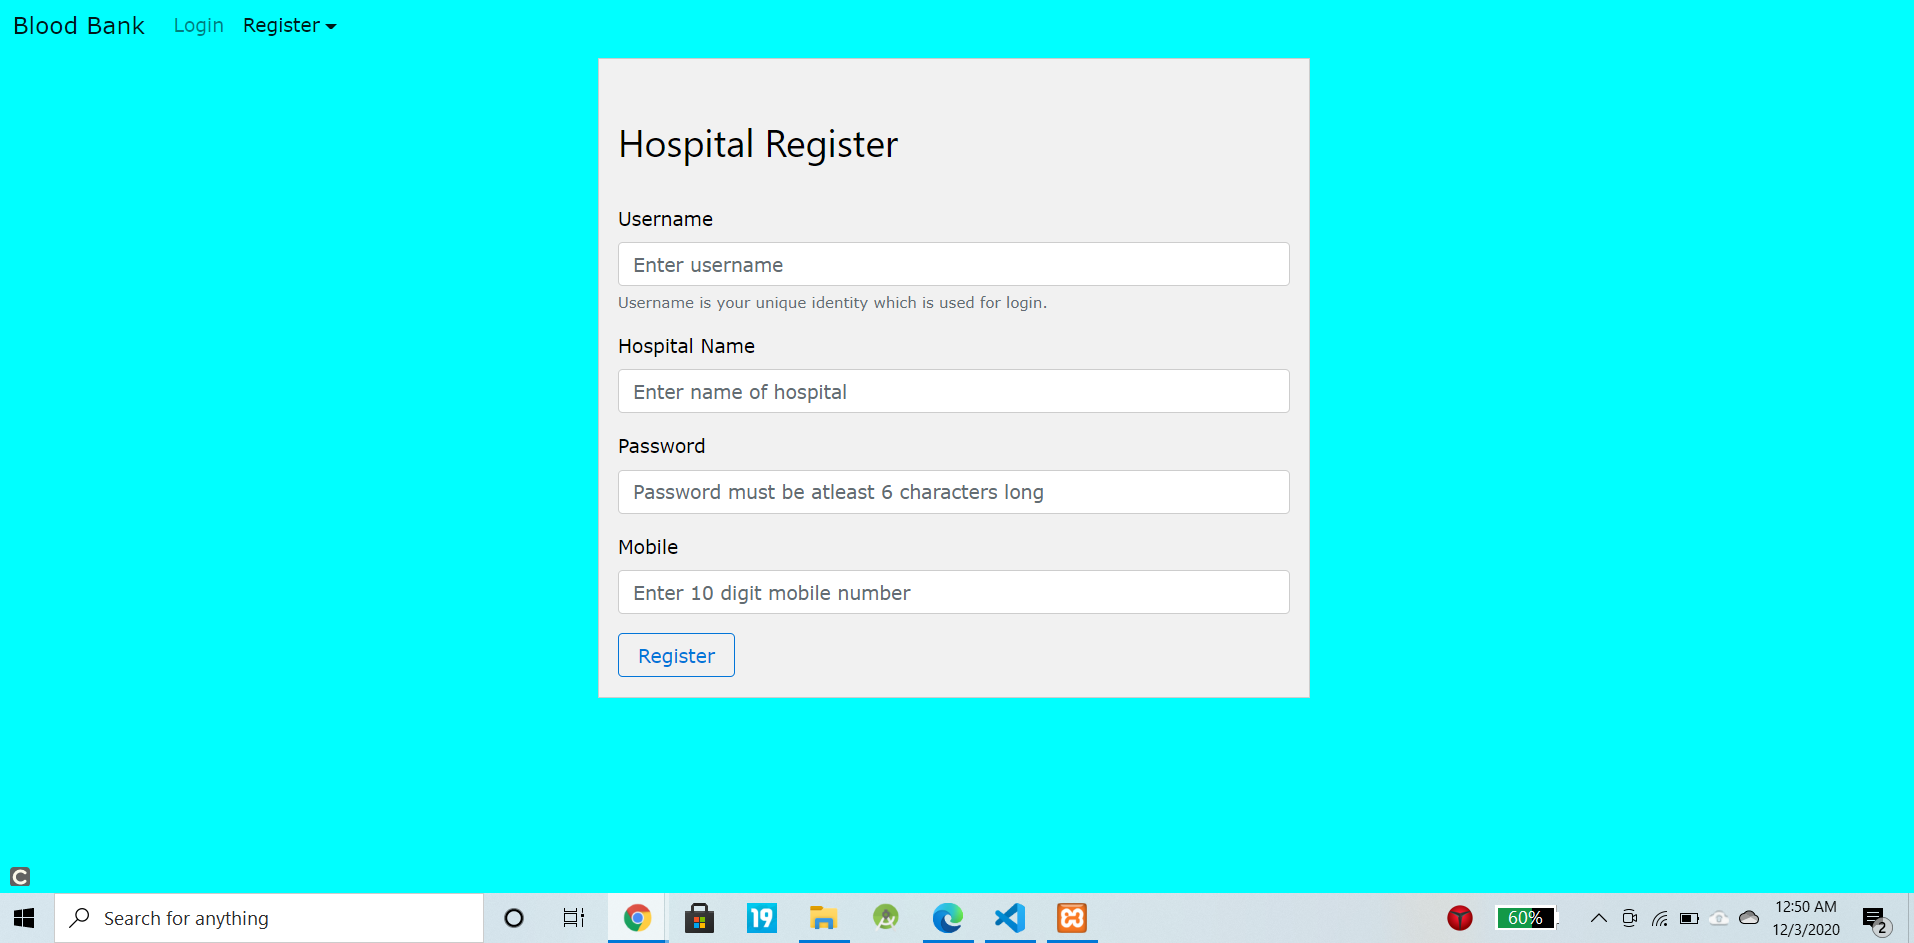 Blood Bank Login Register
Hospital Register
Username
Enter username
Username is your unique identity which is used for login.
Hospital Name
Enter name of hospital
Password
Password must be atleast 6 characters long
Mobile
Enter 10 digit mobile number
Register
C
Search for anything
19
60%
12:50 AM
12/3/2020
2